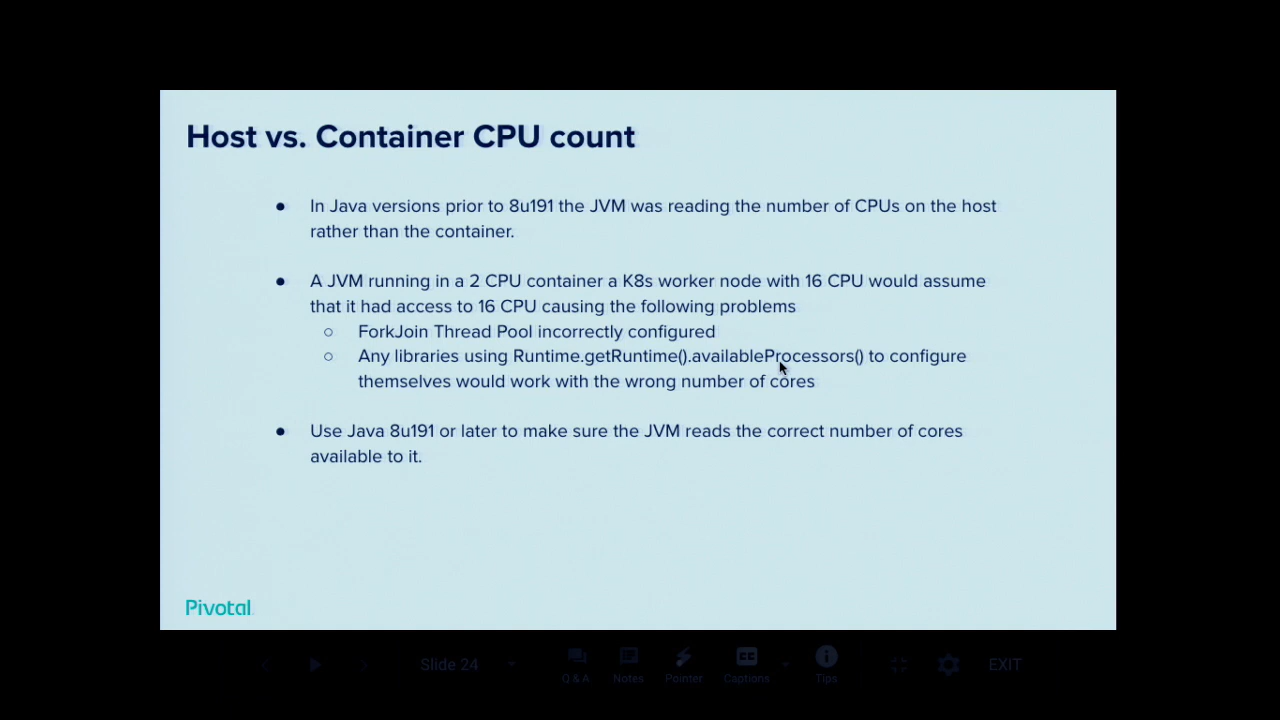 Host vs. Container CPU count
● In Java versions prior to 8u191 the JVM was reading the number of CPUs on the host
rather than the container.
● A JVM running in a 2 CPU container a K8s worker node with 16 CPU would assume
that it had access to 16 CPU causing the following problems
○ ForkJoin Thread Pool incorrectly configured
○ Any libraries using Runtime.getRuntime().availableProcessors() to configure
themselves would work with the wrong number of cores
● Use Java 8u191 or later to make sure the JVM reads the correct number of cores
available to it.
Pivotal
Slide 24
Q & A Notes Pointer Captions Tips
EXIT